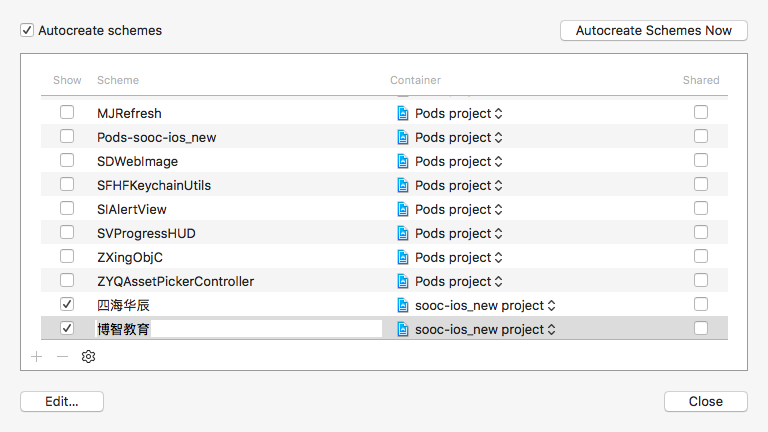 Autocreate schemes
Autocreate Schemes Now
Show Scheme Container Shared
MJRefresh Pods project
Pods-sooc-ios_new Pods project
SDWebImage Pods project
SFHFKeychainUtils Pods project
SIAlertView Pods project
SVProgressHUD Pods project
ZXingObjC Pods project
ZYQAssetPickerController Pods project
四海华辰 sooc-ios_new project
博智教育 sooc-ios_new project
Edit...
Close